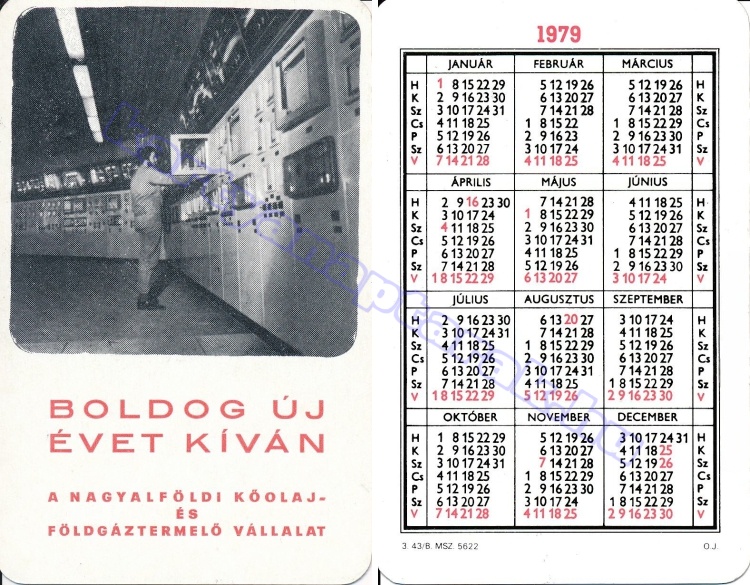 BOLDOG ÚJ
ÉVET KÍVÁN
A NAGYALFÖLDI KŐOLAJ-
ÉS
FÖLDGÁZTERMELŐ VÁLLALAT
1979
JANUÁR FEBRUÁR MÁRCIUS
H 1 8 15 22 29 5 12 19 26 5 12 19 26 H
K 2 9 16 23 30 6 13 20 27 6 13 20 27 K
Sz 3 10 17 24 31 7 14 21 28 7 14 21 28 Sz
Cs 4 11 18 25 1 8 15 22 1 8 15 22 29 Cs
P 5 12 19 26 2 9 16 23 2 9 16 23 30 P
Sz 6 13 20 27 3 10 17 24 3 10 17 24 31 Sz
V 7 14 21 28 4 11 18 25 4 11 18 25 V
ÁPRILIS MÁJUS JÚNIUS
H 2 9 16 23 30 7 14 21 28 4 11 18 25 H
K 3 10 17 24 1 8 15 22 29 5 12 19 26 K
Sz 4 11 18 25 2 9 16 23 30 6 13 20 27 Sz
Cs 5 12 19 26 3 10 17 24 31 7 14 21 28 Cs
P 6 13 20 27 4 11 18 25 1 8 15 22 29 P
Sz 7 14 21 28 5 12 19 26 2 9 16 23 30 Sz
V 1 8 15 22 29 6 13 20 27 3 10 17 24 V
JÚLIUS AUGUSZTUS SZEPTEMBER
H 2 9 16 23 30 6 13 20 27 3 10 17 24 H
K 3 10 17 24 31 7 14 21 28 4 11 18 25 K
Sz 4 11 18 25 1 8 15 22 29 5 12 19 26 Sz
Cs 5 12 19 26 2 9 16 23 30 6 13 20 27 Cs
P 6 13 20 27 3 10 17 24 31 7 14 21 28 P
Sz 7 14 21 28 4 11 18 25 1 8 15 22 29 Sz
V 1 8 15 22 29 5 12 19 26 2 9 16 23 30 V
OKTÓBER NOVEMBER DECEMBER
H 1 8 15 22 29 5 12 19 26 3 10 17 24 31 H
K 2 9 16 23 30 6 13 20 27 4 11 18 25 K
Sz 3 10 17 24 31 7 14 21 28 5 12 19 26 Sz
Cs 4 11 18 25 1 8 15 22 29 6 13 20 27 Cs
P 5 12 19 26 2 9 16 23 30 7 14 21 28 P
Sz 6 13 20 27 3 10 17 24 1 8 15 22 29 Sz
V 7 14 21 28 4 11 18 25 2 9 16 23 30 V
3. 43/B. MSZ. 5622 O.J.